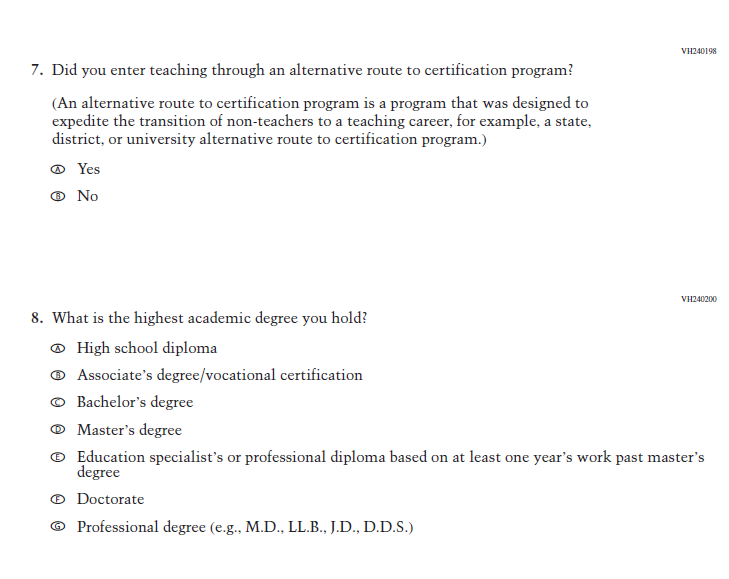 VH240198
7. Did you enter teaching through an alternative route to certification program?
(An alternative route to certification program is a program that was designed to
expedite the transition of non-teachers to a teaching career, for example, a state,
district, or university alternative route to certification program.)
A Yes
B No
VH240200
8. What is the highest academic degree you hold?
A High school diploma
B Associate’s degree/vocational certification
C Bachelor’s degree
D Master’s degree
E Education specialist’s or professional diploma based on at least one year’s work past master’s
degree
F Doctorate
G Professional degree (e.g., M.D., LL.B., J.D., D.D.S.)